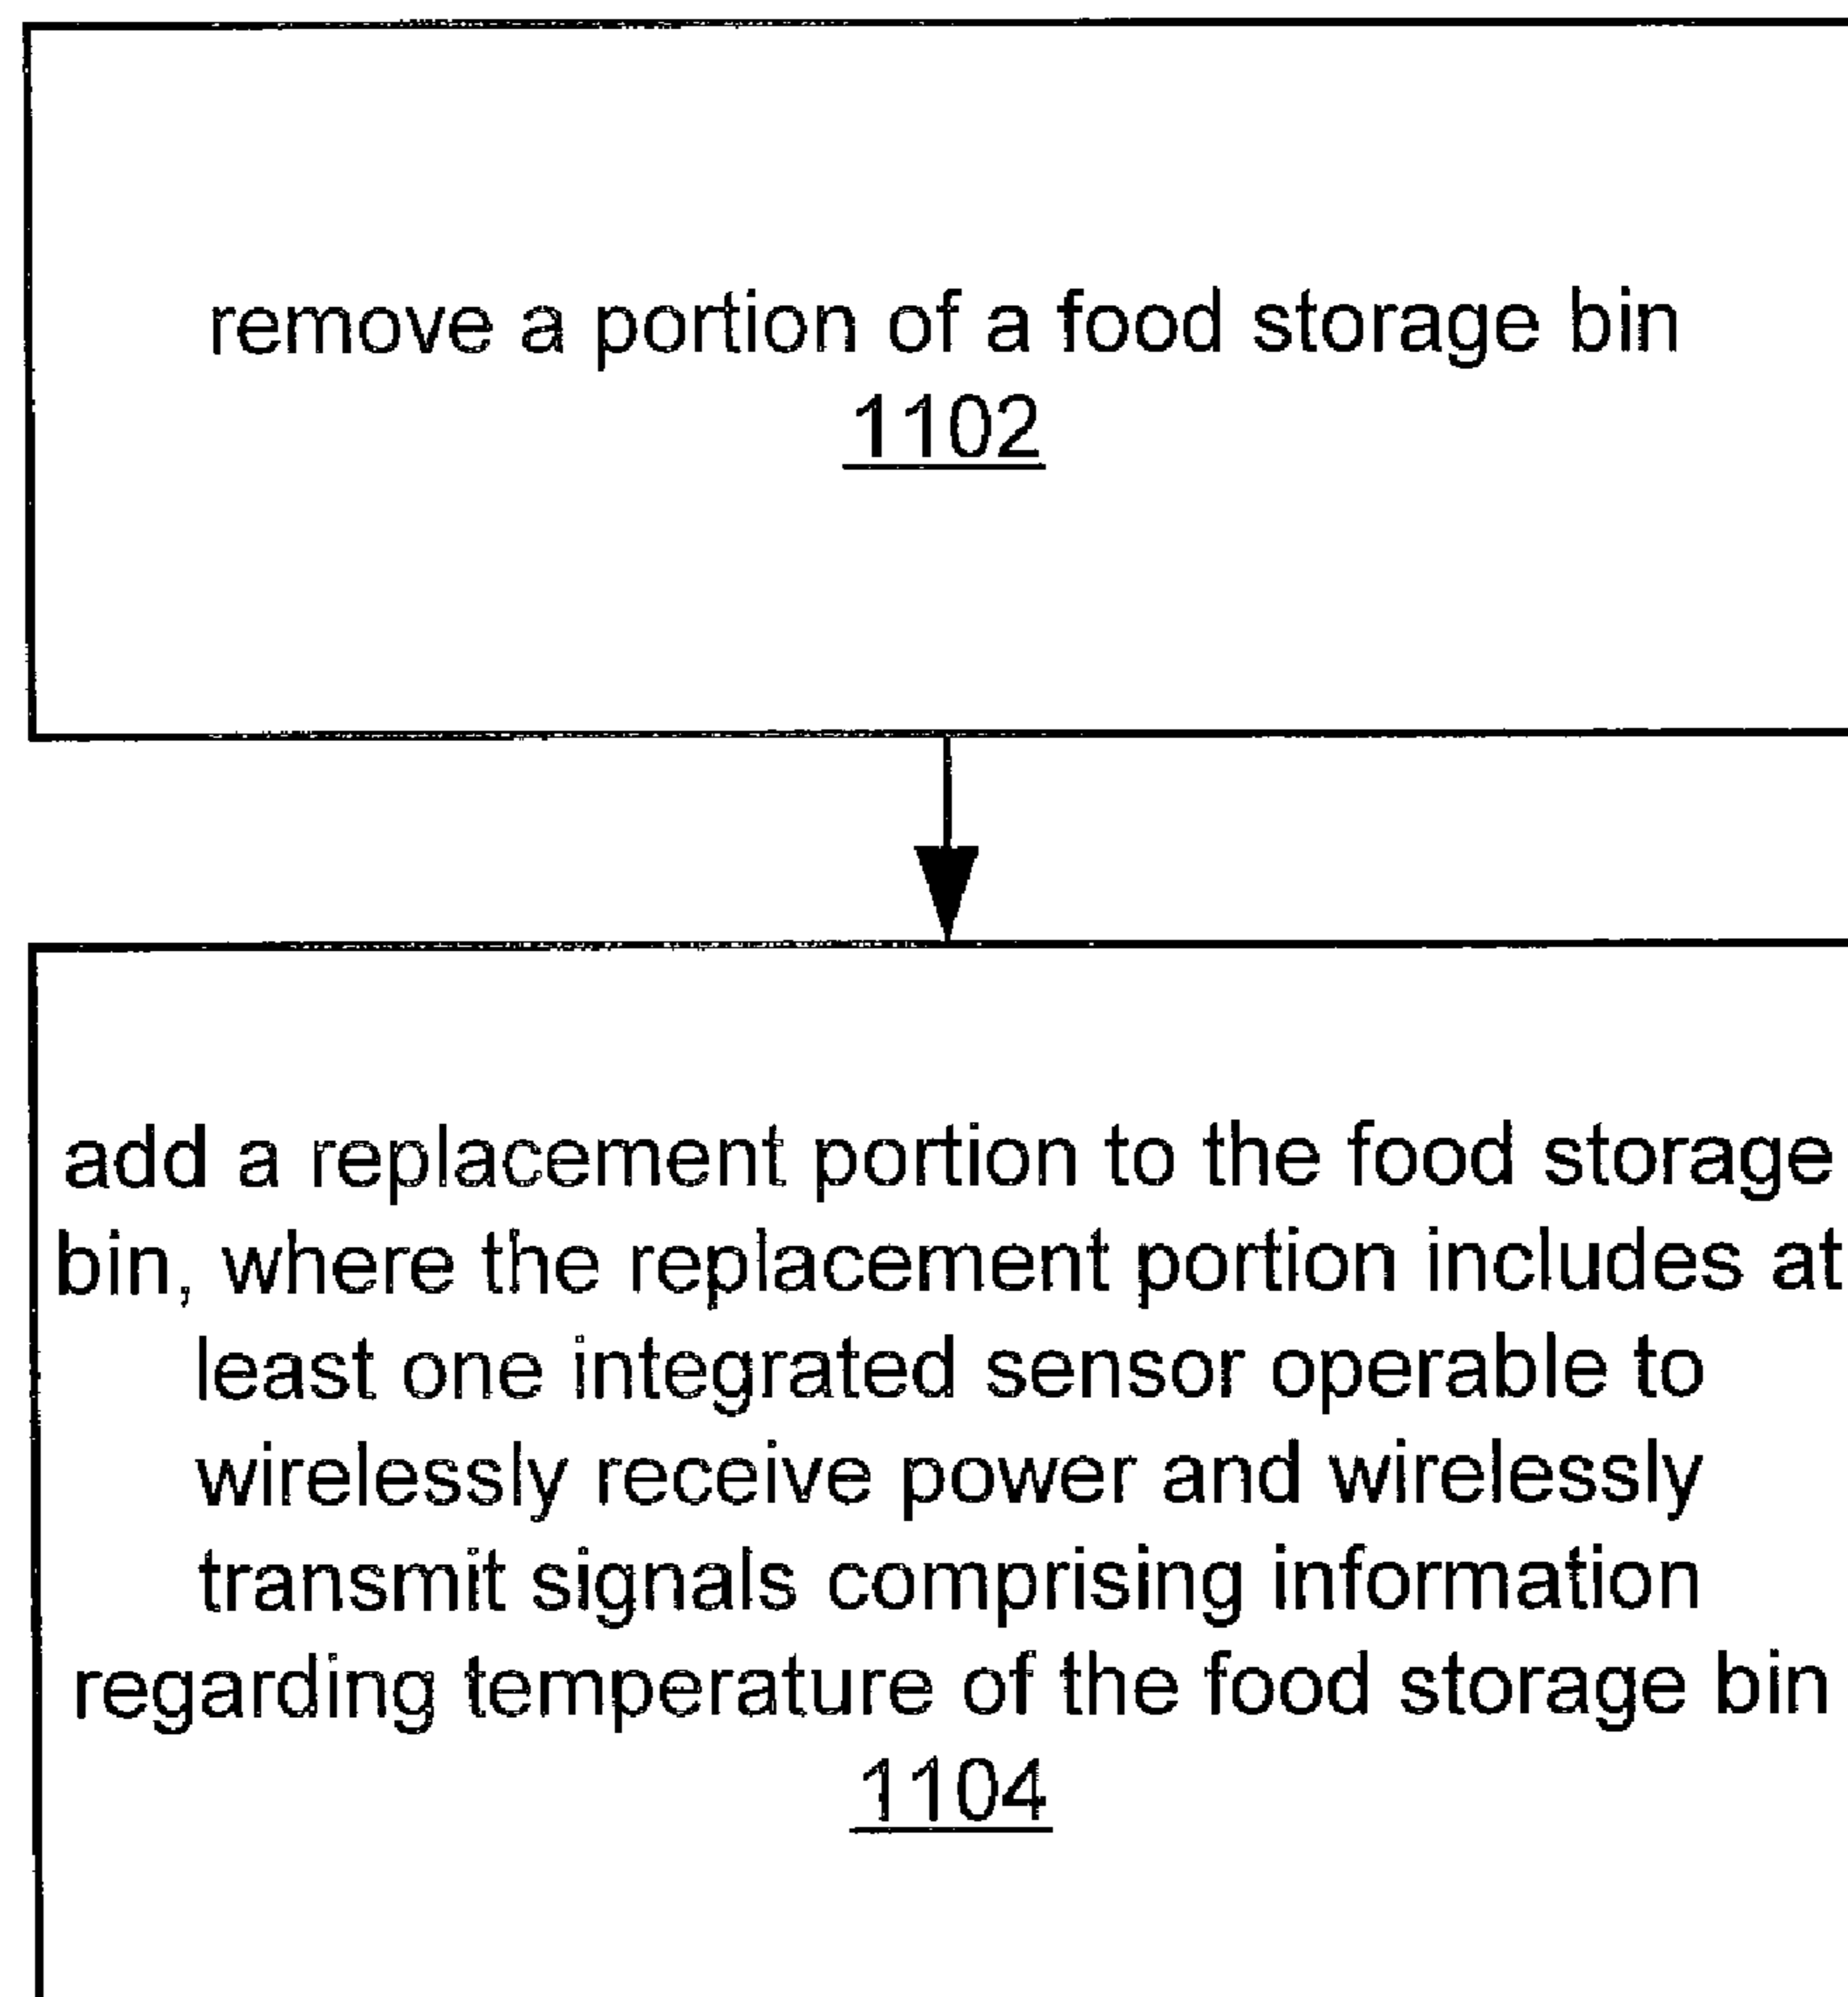 remove a portion of a food storage bin
1102
add a replacement portion to the food storage
bin, where the replacement portion includes at
least one integrated sensor operable to
wirelessly receive power and wirelessly
transmit signals comprising information
regarding temperature of the food storage bin
1104